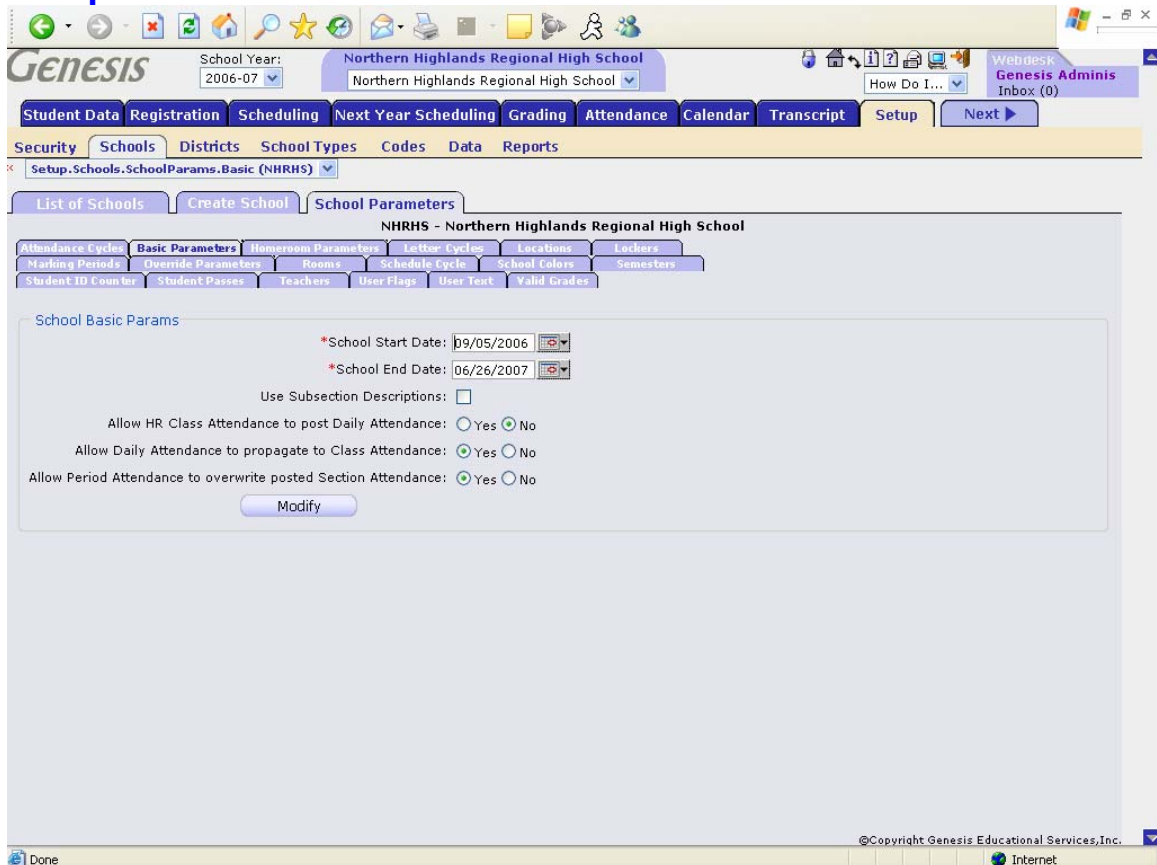 Genesis
School Year:
2006-07
Northern Highlands Regional High School
Northern Highlands Regional High School
How Do I...
Webdesk
Genesis Adminis
Inbox (0)
Student Data Registration Scheduling Next Year Scheduling Grading Attendance Calendar Transcript Setup Next
Security Schools Districts School Types Codes Data Reports
Setup.Schools.SchoolParams.Basic (NHRHS)
List of Schools Create School School Parameters
NHRHS - Northern Highlands Regional High School
Attendance Cycles Basic Parameters Homeroom Parameters Letter Cycles Locations Lockers
Marking Periods Override Parameters Rooms Schedule Cycle School Colors Semesters
Student ID Counter Student Passes Teachers User Flags User Text Valid Grades
School Basic Params
*School Start Date: 09/05/2006
*School End Date: 06/26/2007
Use Subsection Descriptions:
Allow HR Class Attendance to post Daily Attendance: Yes No
Allow Daily Attendance to propagate to Class Attendance: Yes No
Allow Period Attendance to overwrite posted Section Attendance: Yes No
Modify
©Copyright Genesis Educational Services,Inc.
Done
Internet